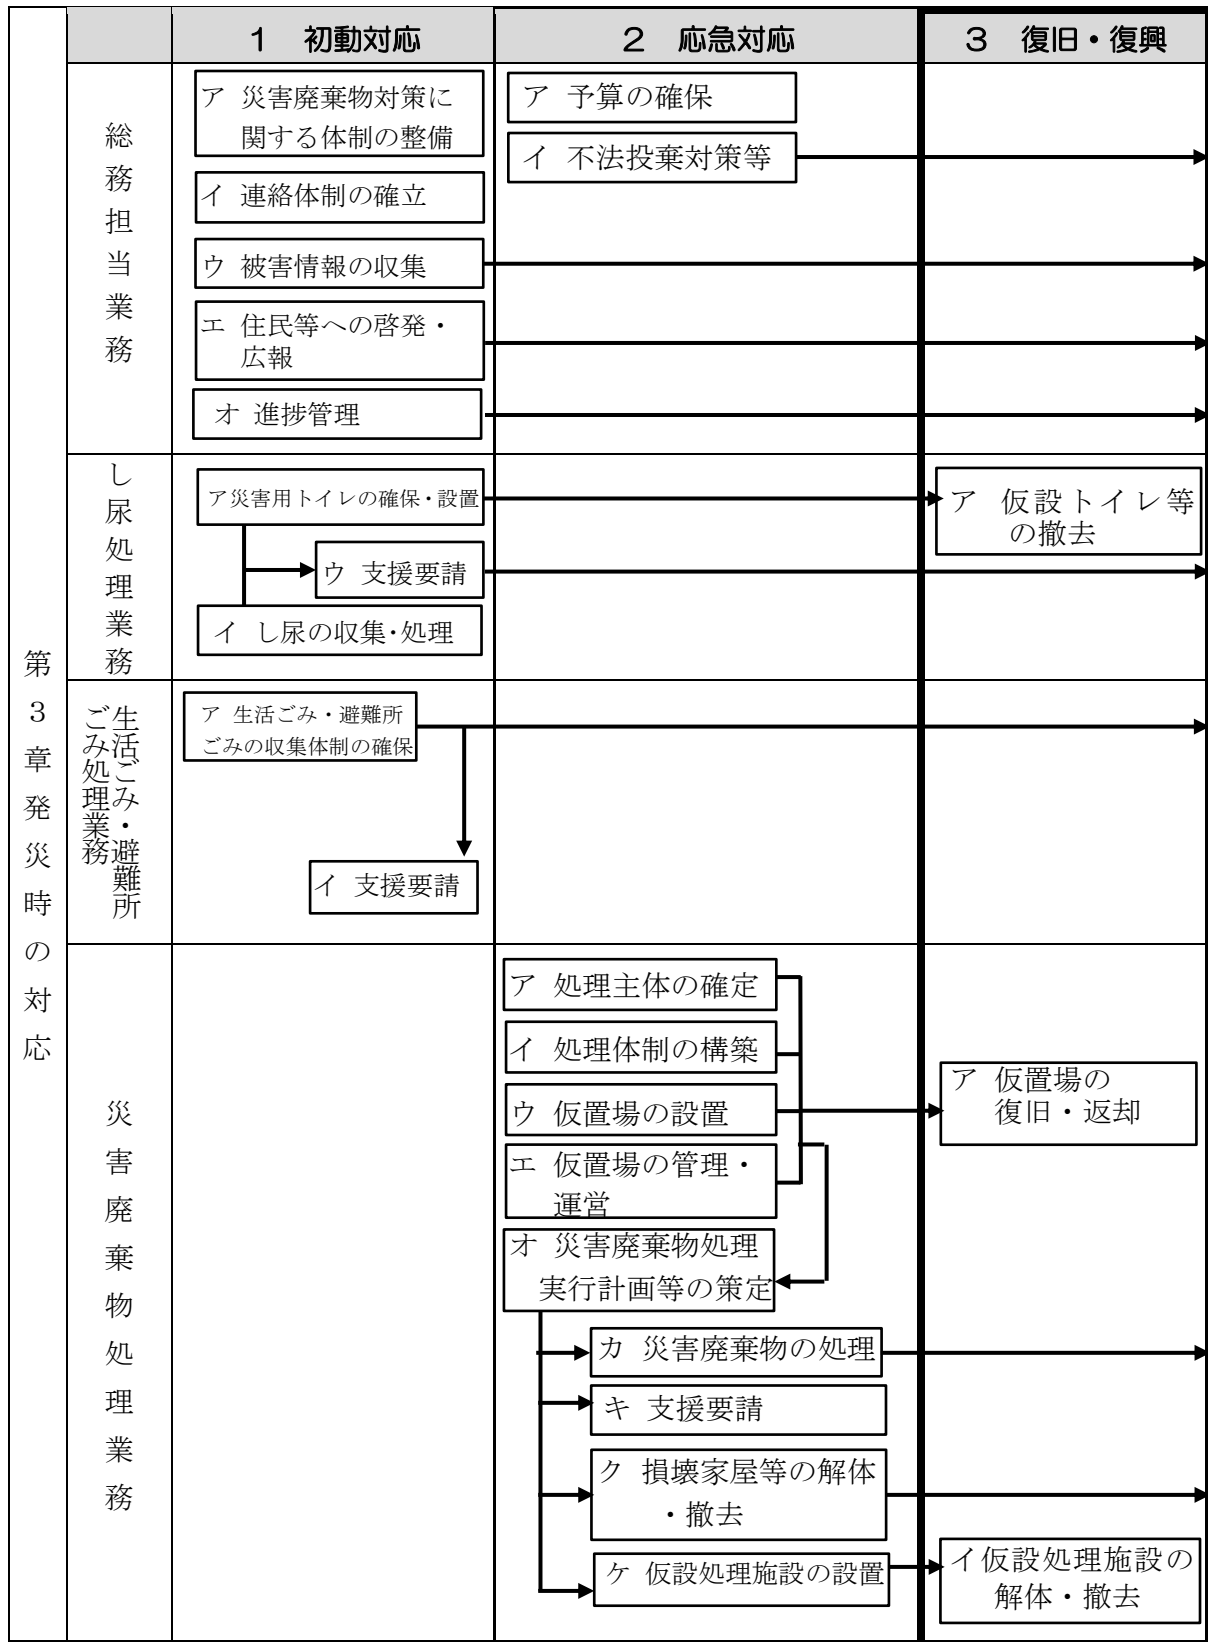 第3章発災時の対応
1　初動対応
2　応急対応
3　復旧・復興
総務担当業務
ア 災害廃棄物対策に
関する体制の整備
イ 連絡体制の確立
ウ 被害情報の収集
エ 住民等への啓発・
広報
オ 進捗管理
ア 予算の確保
イ 不法投棄対策等
し尿処理業務
ア災害用トイレの確保・設置
ウ 支援要請
イ し尿の収集・処理
ア 仮設トイレ等
の撤去
生活ごみ・避難所
ごみ処理業務
ア 生活ごみ・避難所
ごみの収集体制の確保
イ 支援要請
災害廃棄物処理業務
ア 処理主体の確定
イ 処理体制の構築
ウ 仮置場の設置
エ 仮置場の管理・
運営
オ 災害廃棄物処理
実行計画等の策定
カ 災害廃棄物の処理
キ 支援要請
ク 損壊家屋等の解体
・撤去
ケ 仮設処理施設の設置
ア 仮置場の
復旧・返却
イ仮設処理施設の
解体・撤去